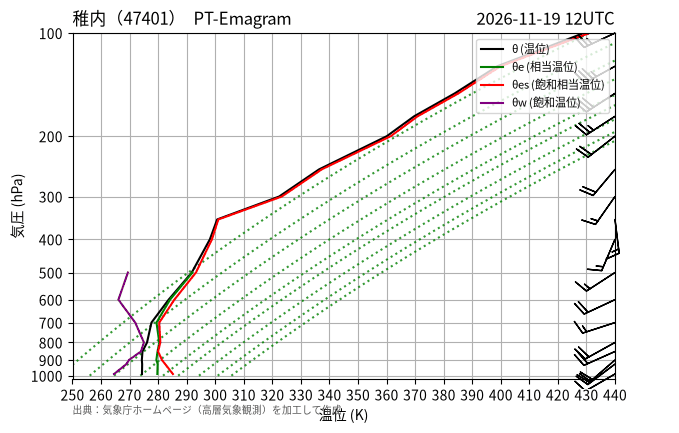 稚内（47401） PT-Emagram
2026-11-19 12UTC
θ (温位)
θe (相当温位)
θes (飽和相当温位)
θw (飽和温位)
気圧 (hPa)
100
200
300
400
500
600
700
800
900
1000
250 260 270 280 290 300 310 320 330 340 350 360 370 380 390 400 410 420 430 440
出典：気象庁ホームページ（高層気象観測）を加工して作成
温位 (K)